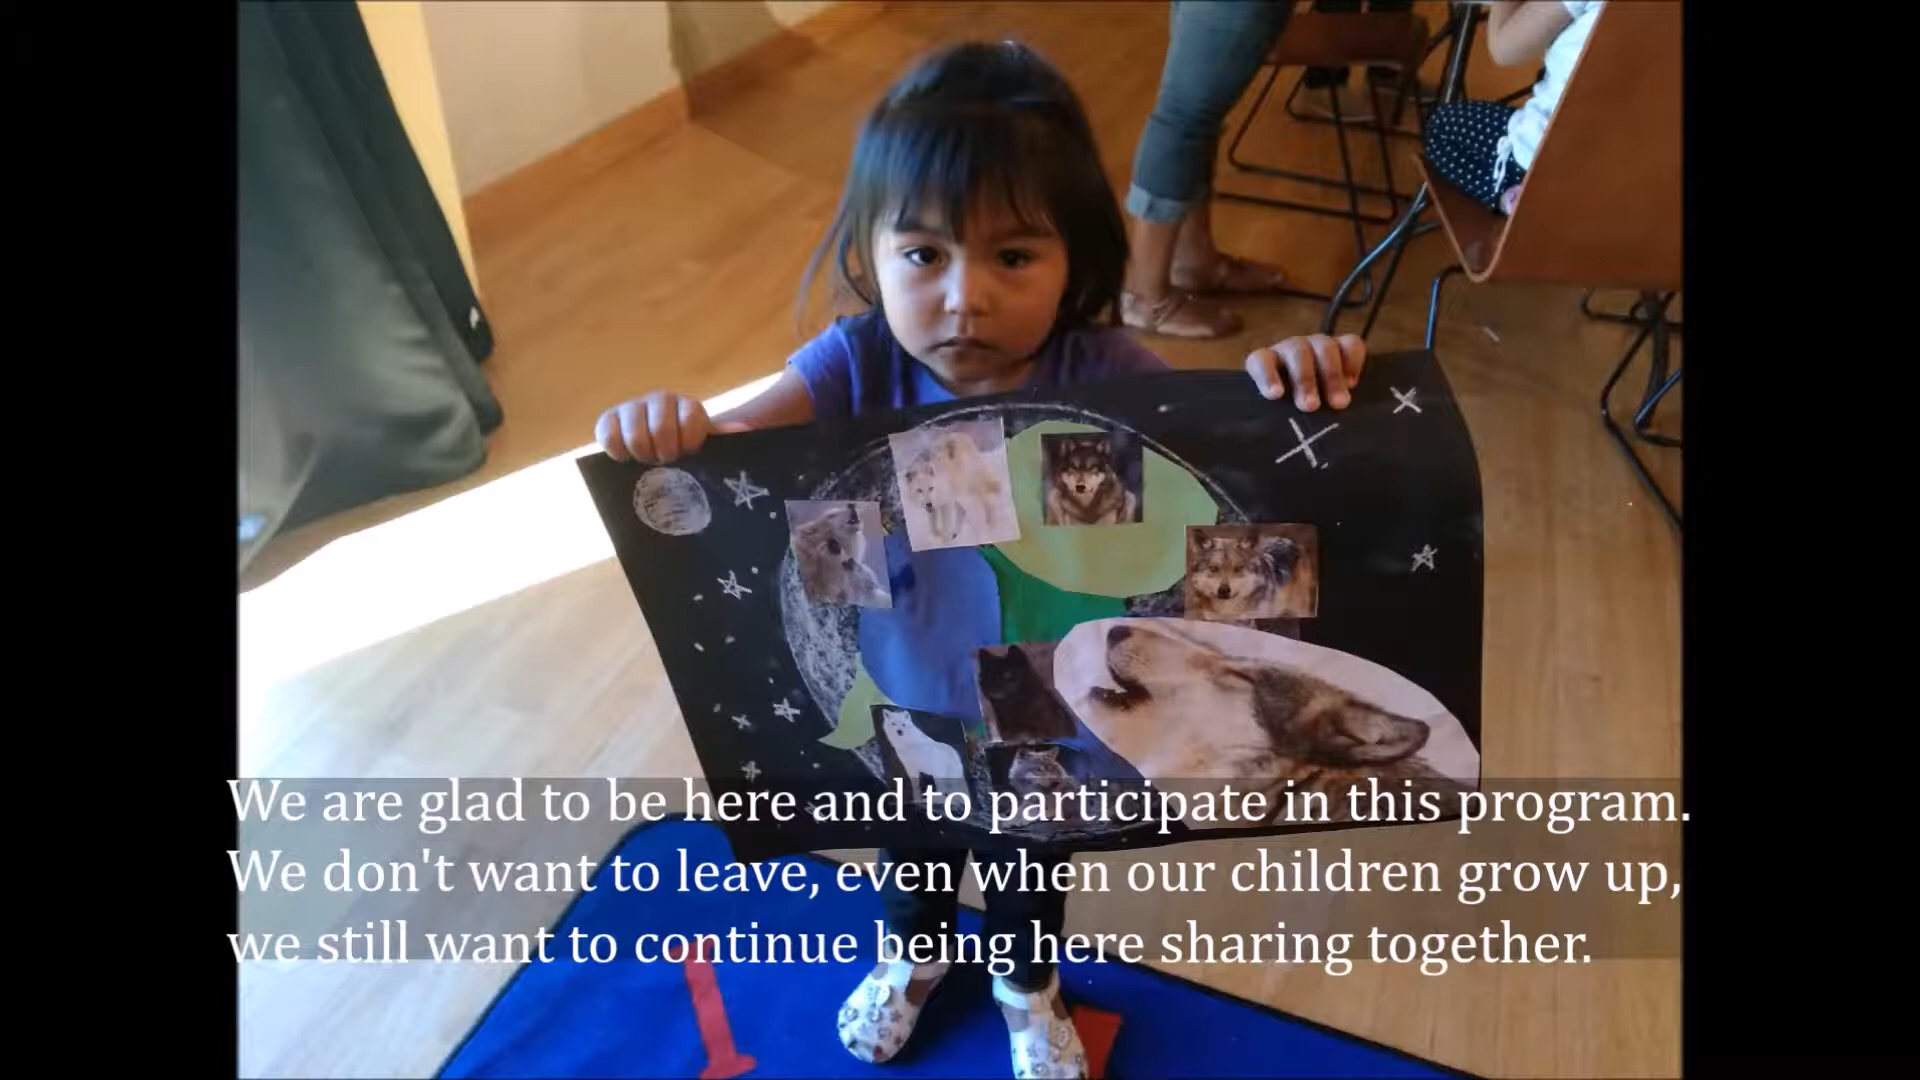 We are glad to be here and to participate in this program.
We don't want to leave, even when our children grow up,
we still want to continue being here sharing together.